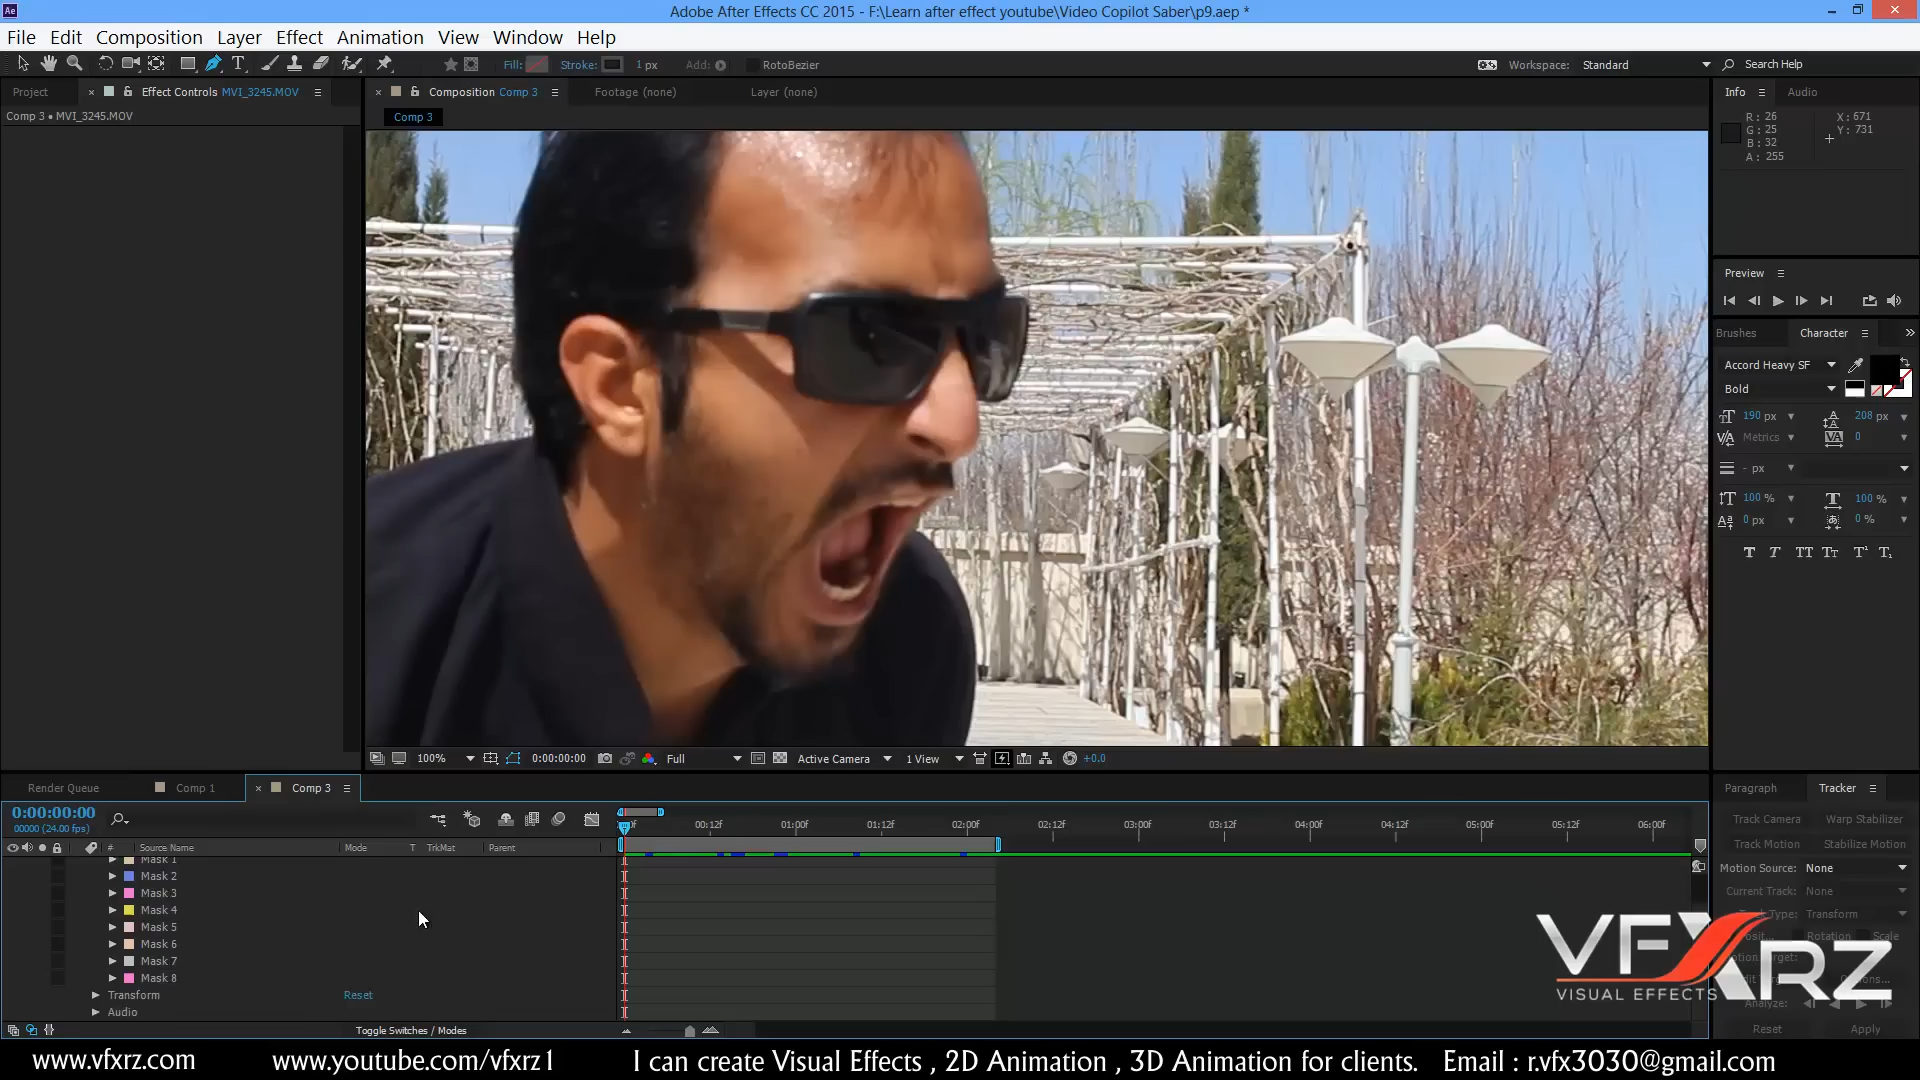 Adobe After Effects CC 2015 - F:\Learn after effect youtube\Video Copilot Saber\p9.aep *
File Edit Composition Layer Effect Animation View Window Help
Fill: Stroke: 1 px Add: RotoBezier Workspace: Standard Search Help
Project Effect Controls MVI_3245.MOV
Comp 3 • MVI_3245.MOV
Composition Comp 3 Footage (none) Layer (none)
Comp 3
Info Audio
R: 26 X: 671
G: 25 Y: 731
B: 32
A: 255
Preview
Brushes Character
Accord Heavy SF
Bold
190 px 208 px
Metrics 0
- px
100 % 100 %
0 px 0 %
100% 0:00:00:00 Full Active Camera 1 View +0.0
Render Queue Comp 1 Comp 3
0:00:00:00
00000 (24.00 fps)
00:12f 01:00f 01:12f 02:00f 02:12f 03:00f 03:12f 04:00f 04:12f 05:00f 05:12f 06:00f
# Source Name Mode T TrkMat Parent
Mask 1
Mask 2
Mask 3
Mask 4
Mask 5
Mask 6
Mask 7
Mask 8
Transform Reset
Audio
Toggle Switches / Modes
Paragraph Tracker
Track Camera Warp Stabilizer
Track Motion Stabilize Motion
Motion Source: None
Current Track: None
Type: Transform
Rotation Scale
Analyze:
Reset Apply
VFXRZ
VISUAL EFFECTS
www.vfxrz.com www.youtube.com/vfxrz1 I can create Visual Effects , 2D Animation , 3D Animation for clients. Email : r.vfx3030@gmail.com